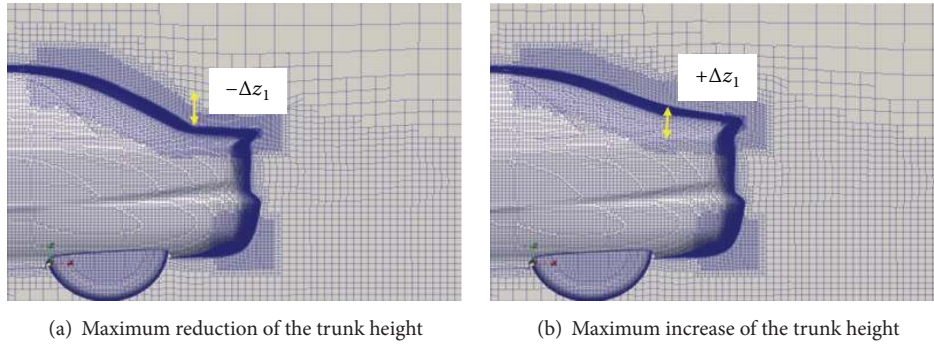 −Δz₁
+Δz₁
(a) Maximum reduction of the trunk height
(b) Maximum increase of the trunk height